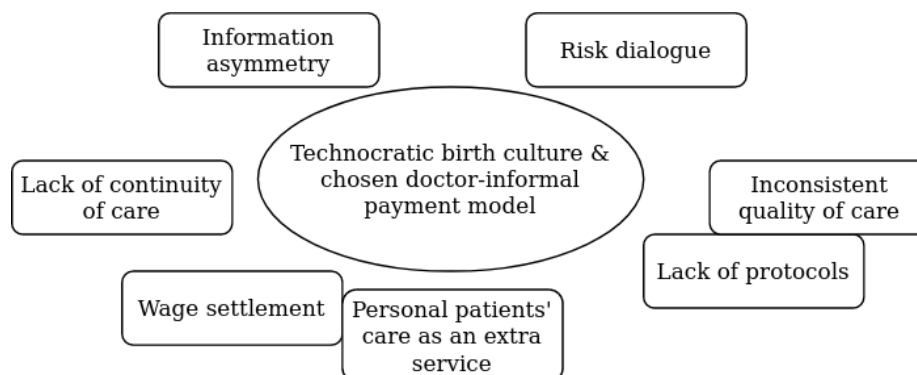 Information
asymmetry
Risk dialogue
Technocratic birth culture &
chosen doctor-informal
payment model
Lack of continuity
of care
Inconsistent
quality of care
Lack of protocols
Wage settlement
Personal patients'
care as an extra
service